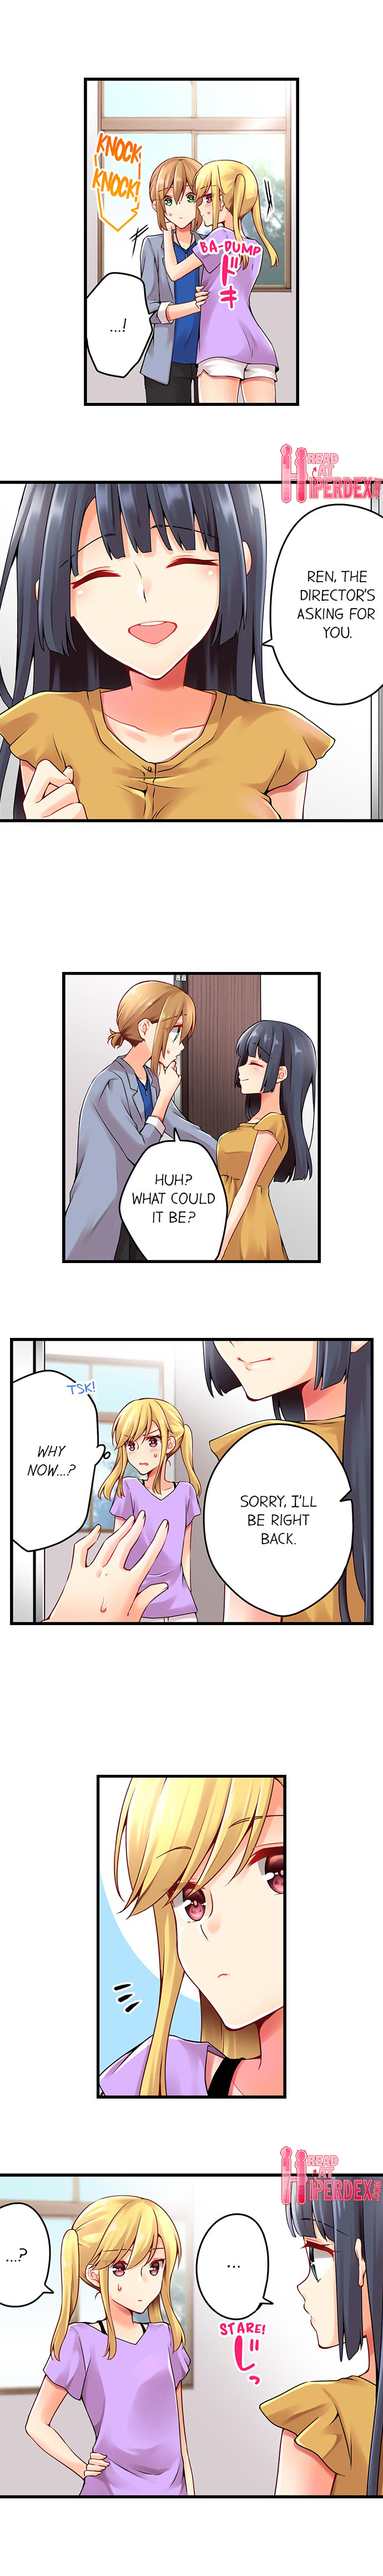 KNOCK
KNOCK!
BA-DUMP
ドキ
...!
READ
AT
HIPERDEX
REN, THE
DIRECTOR'S
ASKING FOR
YOU.
HUH?
WHAT COULD
IT BE?
TSK!
WHY
NOW...?
SORRY, I'LL
BE RIGHT
BACK.
READ
AT
HIPERDEX
...?
...
STARE!
じっ